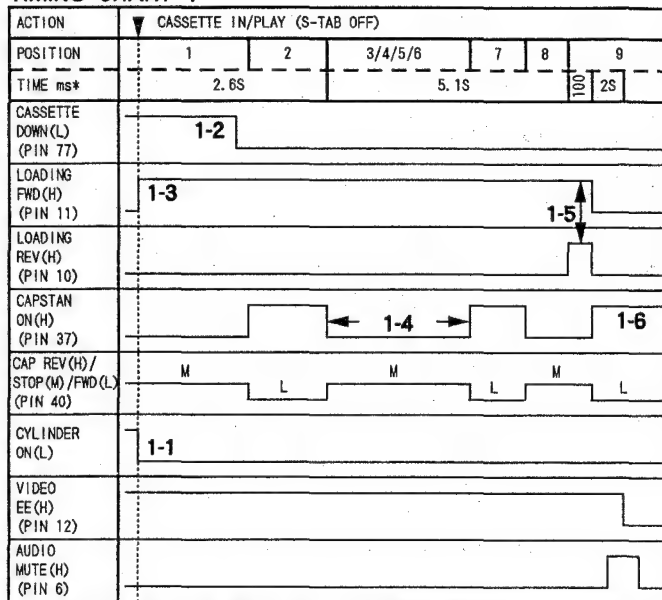 ACTION CASSETTE IN/PLAY (S-TAB OFF)
POSITION 1 2 3/4/5/6 7 8 9
TIME ms* 2.6S 5.1S 100 2S
CASSETTE
DOWN(L)
(PIN 77)
1-2
LOADING
FWD(H)
(PIN 11)
1-3
1-5
LOADING
REV(H)
(PIN 10)
CAPSTAN
ON(H)
(PIN 37)
1-4
1-6
CAP REV(H)/
STOP(M)/FWD(L)
(PIN 40)
M L M L M L
CYLINDER
ON(L)
1-1
VIDEO
EE(H)
(PIN 12)
AUDIO
MUTE(H)
(PIN 6)